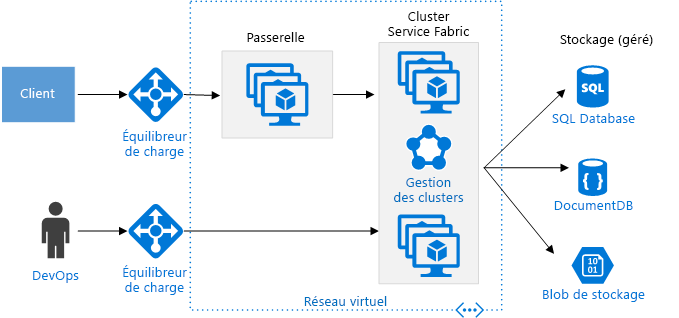 Passerelle
Cluster
Service Fabric
Stockage (géré)
Client
Équilibreur
de charge
SQL
SQL Database
Gestion
des clusters
{ }
DocumentDB
DevOps
Équilibreur
de charge
10
01
Blob de stockage
Réseau virtuel